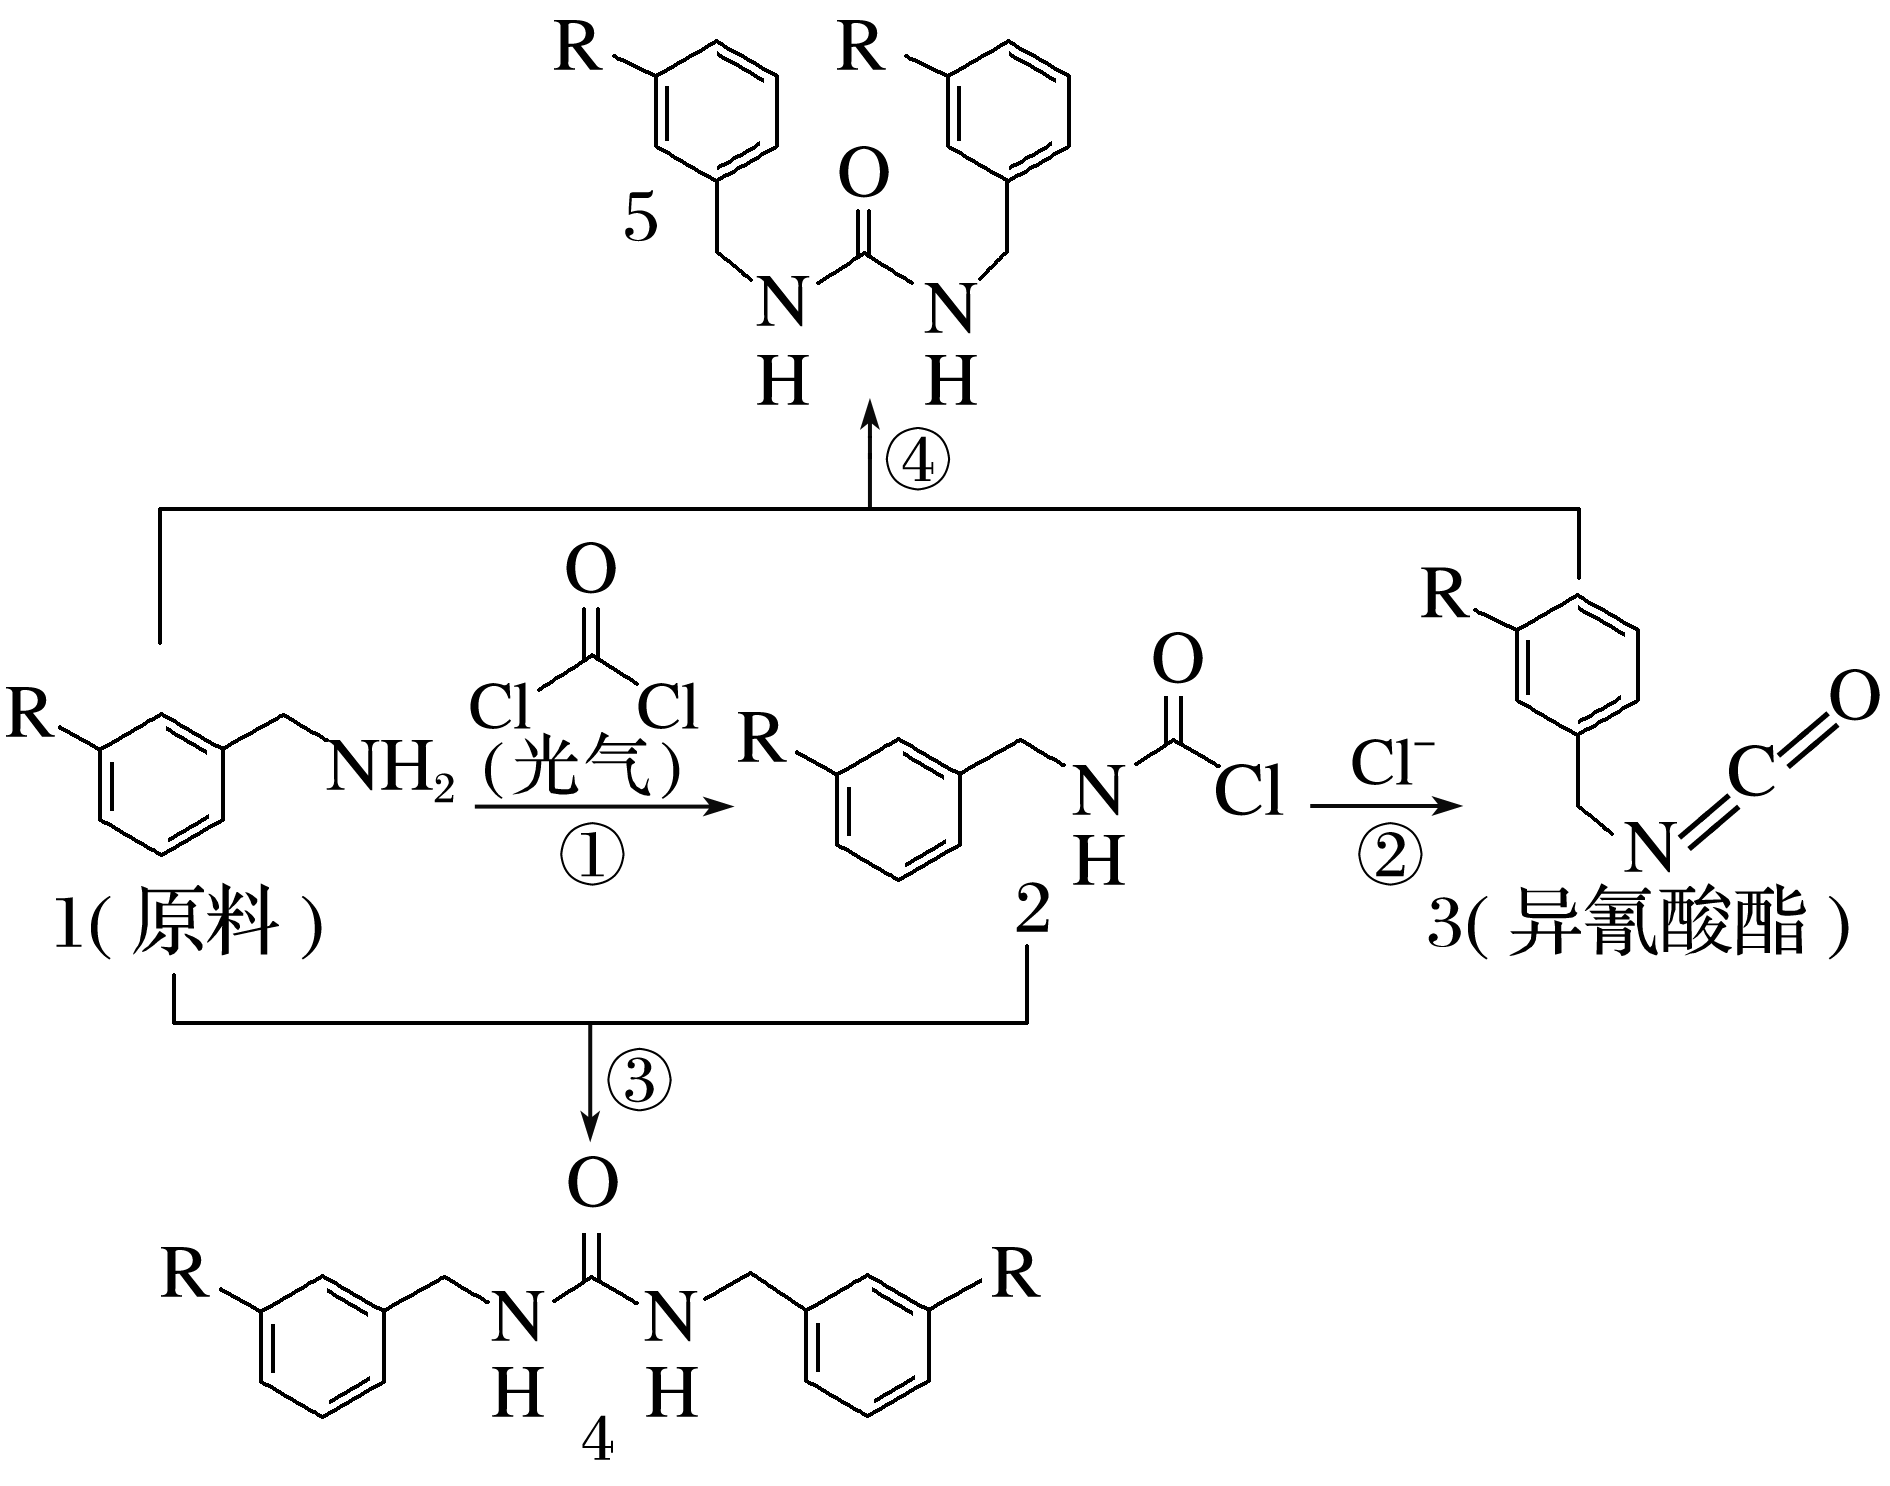 R R
O
5
N N
H H
④
O
R
R
Cl Cl
O
O
NH₂
(光气)
R
N Cl
Cl⁻
C
①
H
②
N
1(原料)
2
3(异氰酸酯)
③
O
R R
N N
H H
4